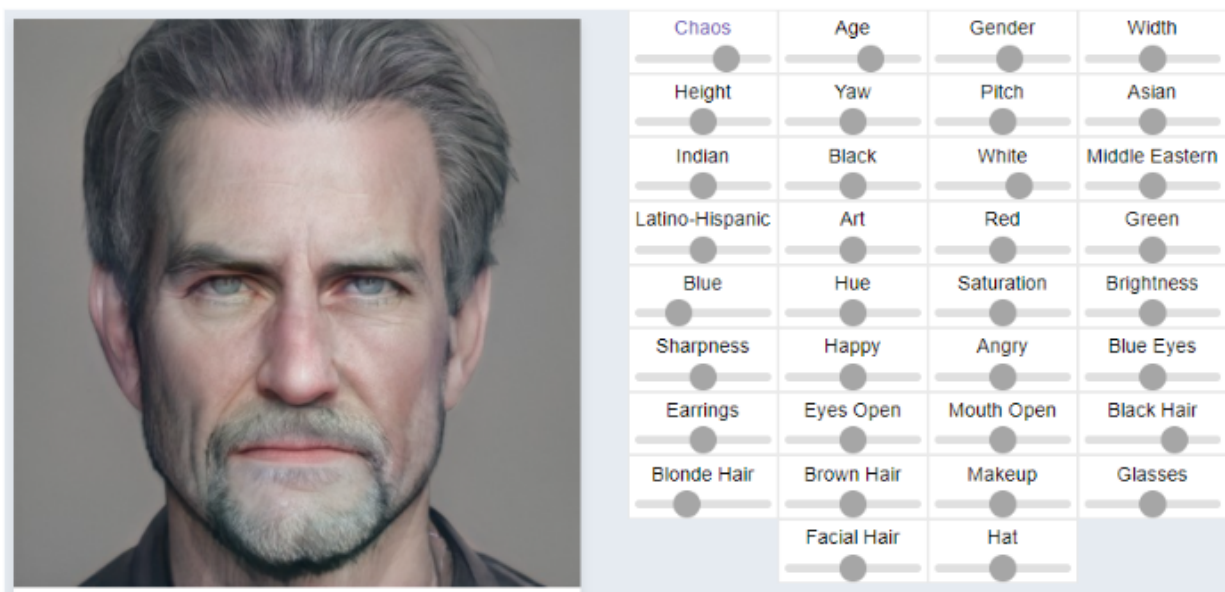 Chaos Age Gender Width
Height Yaw Pitch Asian
Indian Black White Middle Eastern
Latino-Hispanic Art Red Green
Blue Hue Saturation Brightness
Sharpness Happy Angry Blue Eyes
Earrings Eyes Open Mouth Open Black Hair
Blonde Hair Brown Hair Makeup Glasses
Facial Hair Hat